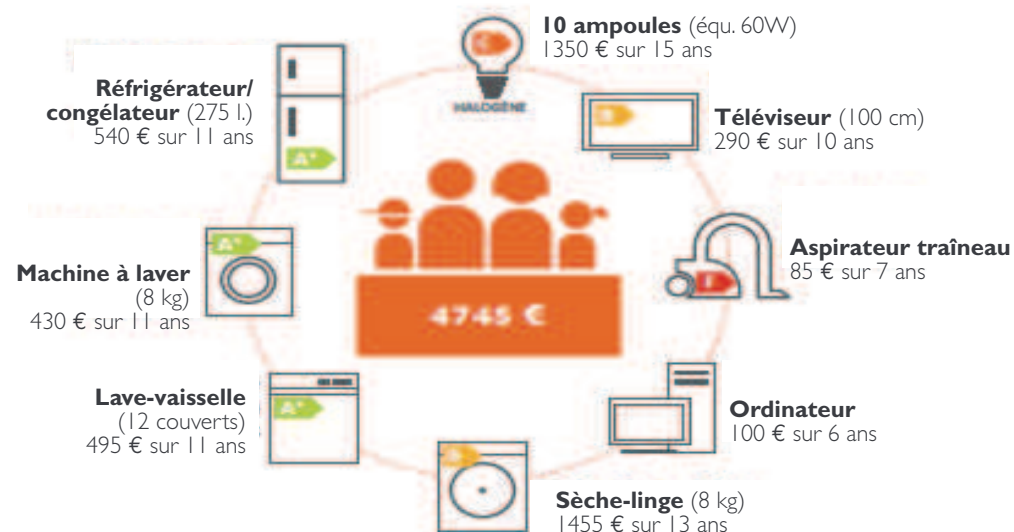 10 ampoules (équ. 60W)
1350 € sur 15 ans
C
HALOGÈNE
Téléviseur (100 cm)
290 € sur 10 ans
B
Aspirateur traîneau
85 € sur 7 ans
F
Ordinateur
100 € sur 6 ans
Sèche-linge (8 kg)
1455 € sur 13 ans
B
Lave-vaisselle
(12 couverts)
495 € sur 11 ans
A+
Machine à laver
(8 kg)
430 € sur 11 ans
A+
Réfrigérateur/
congélateur (275 l.)
540 € sur 11 ans
A+
4745 €